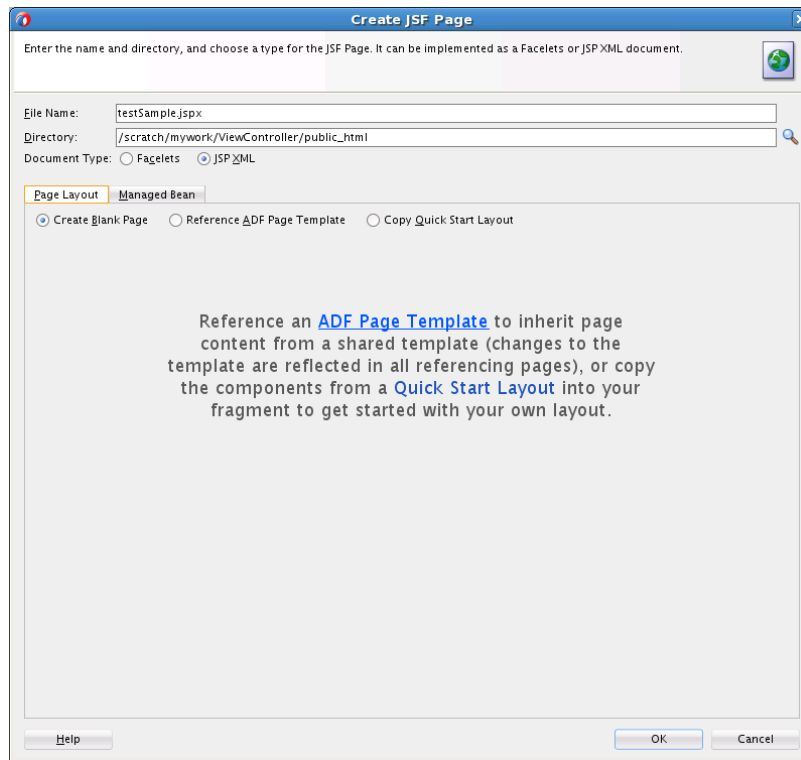 Create JSF Page
Enter the name and directory, and choose a type for the JSF Page. It can be implemented as a Facelets or JSP XML document.
File Name: testSample.jspx
Directory: /scratch/mywork/ViewController/public_html
Document Type: Facelets JSP XML
Page Layout Managed Bean
Create Blank Page Reference ADF Page Template Copy Quick Start Layout
Reference an ADF Page Template to inherit page
content from a shared template (changes to the
template are reflected in all referencing pages), or copy
the components from a Quick Start Layout into your
fragment to get started with your own layout.
Help OK Cancel